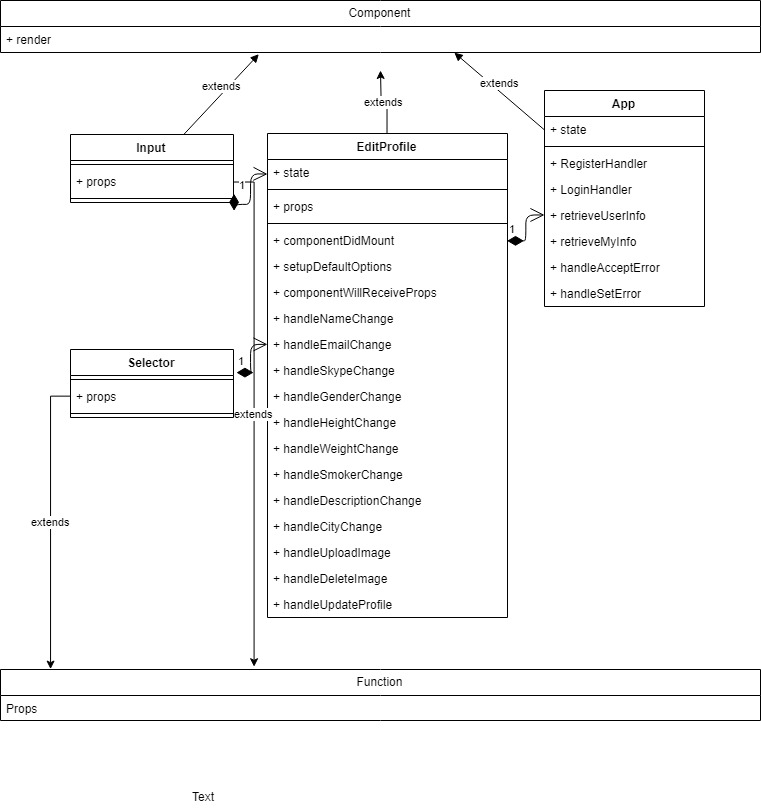 Component
+ render
extends
extends
extends
Input
+ props
1
EditProfile
+ state
+ props
+ componentDidMount
+ setupDefaultOptions
+ componentWillReceiveProps
+ handleNameChange
+ handleEmailChange
+ handleSkypeChange
+ handleGenderChange
+ handleHeightChange
+ handleWeightChange
+ handleSmokerChange
+ handleDescriptionChange
+ handleCityChange
+ handleUploadImage
+ handleDeleteImage
+ handleUpdateProfile
1
App
+ state
+ RegisterHandler
+ LoginHandler
+ retrieveUserInfo
+ retrieveMyInfo
+ handleAcceptError
+ handleSetError
Selector
+ props
1
extends
extends
Function
Props
Text